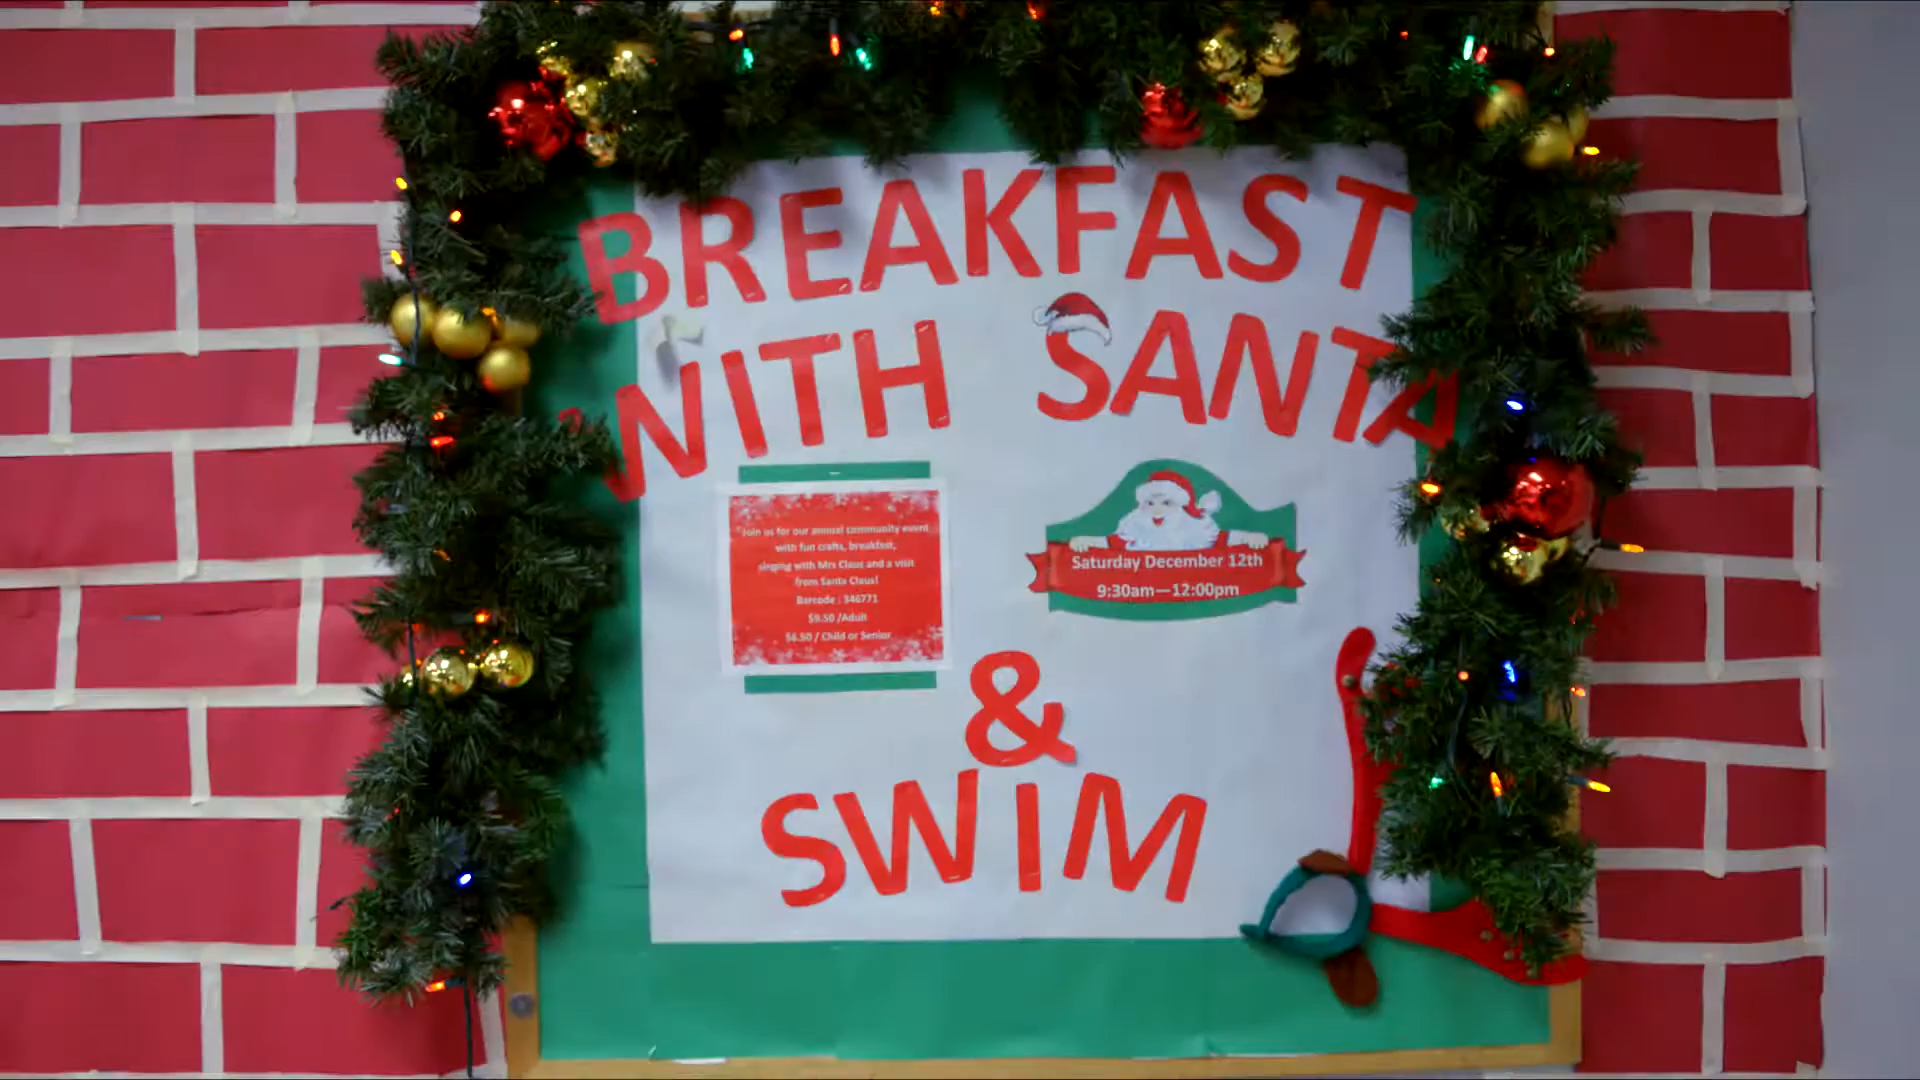 BREAKFAST
WITH SANTA
Join us for our annual community event
with fun crafts, breakfast,
singing with Mrs Claus and a visit
from Santa Claus!
Barcode : 346771
$9.50 /Adult
$6.50 / Child or Senior
Saturday December 12th
9:30am—12:00pm
&
SWIM